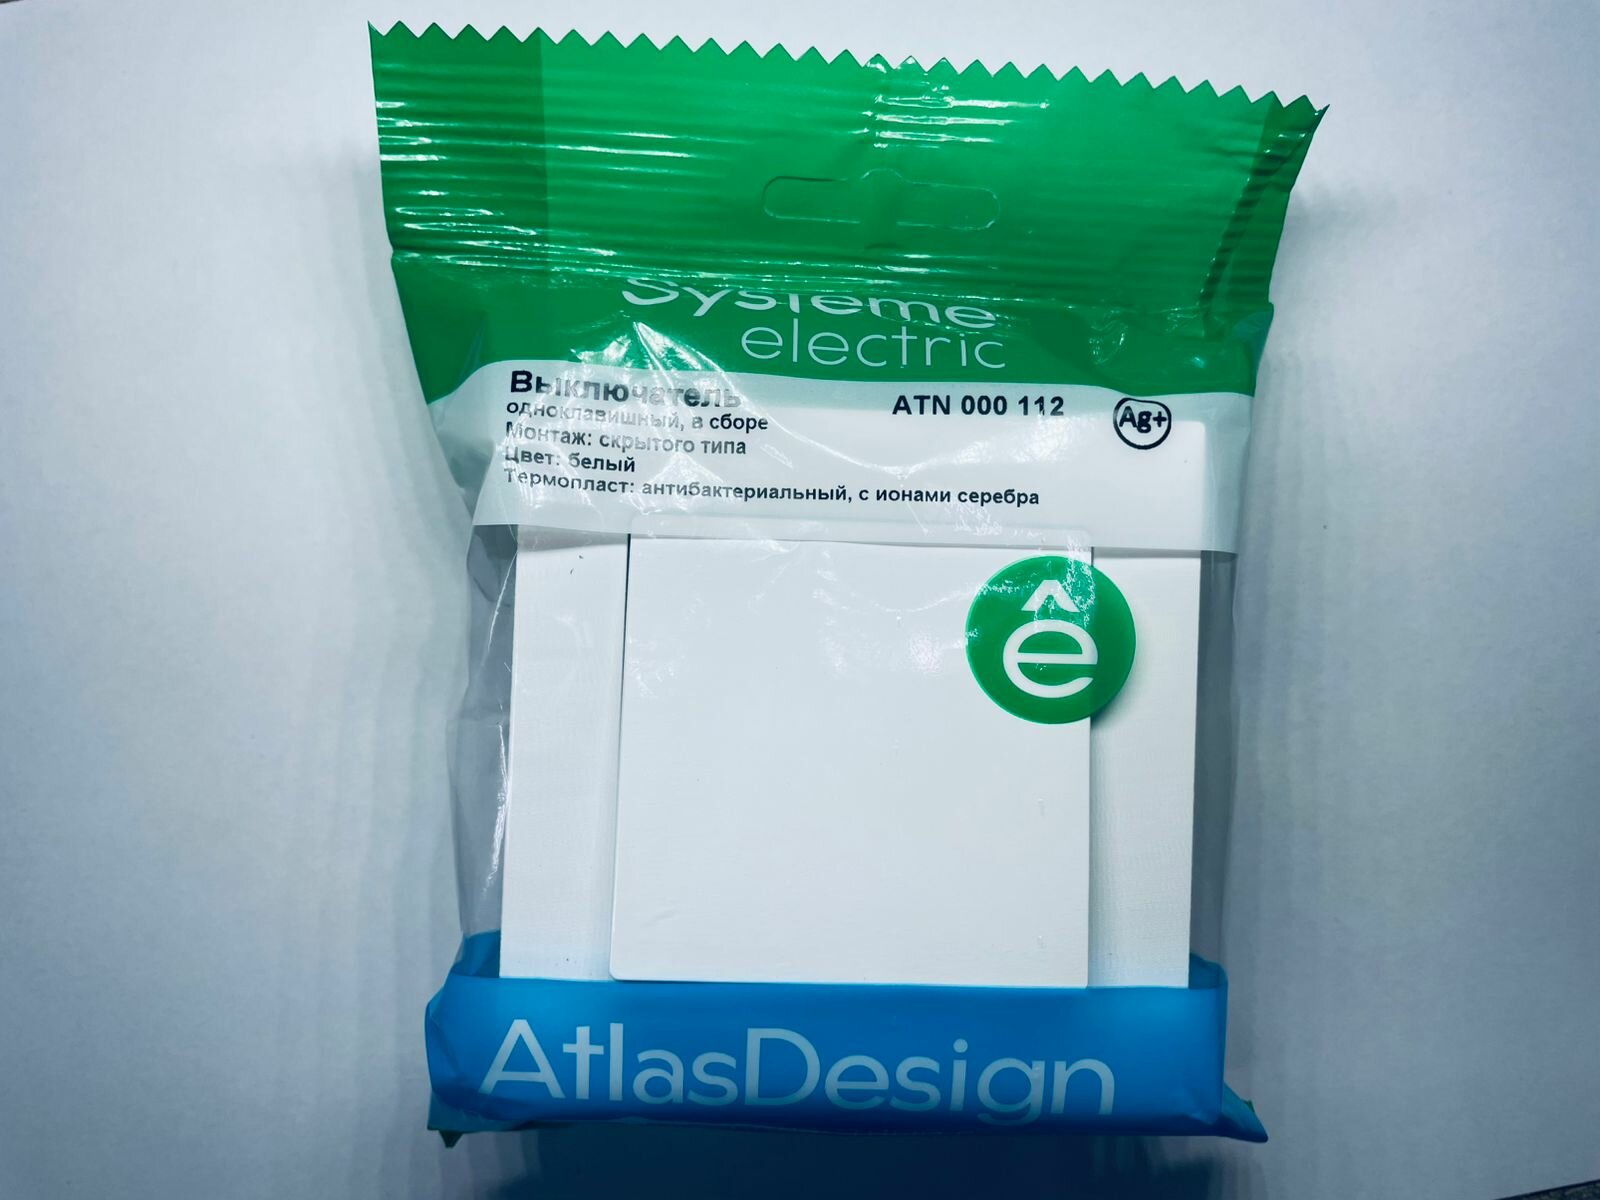 Systeme
electric
Выключатель
одноклавишный, в сборе
Монтаж: скрытого типа
Цвет: белый
Термопласт: антибактериальный, с ионами серебра
ATN 000 112
Ag+
ê
AtlasDesign